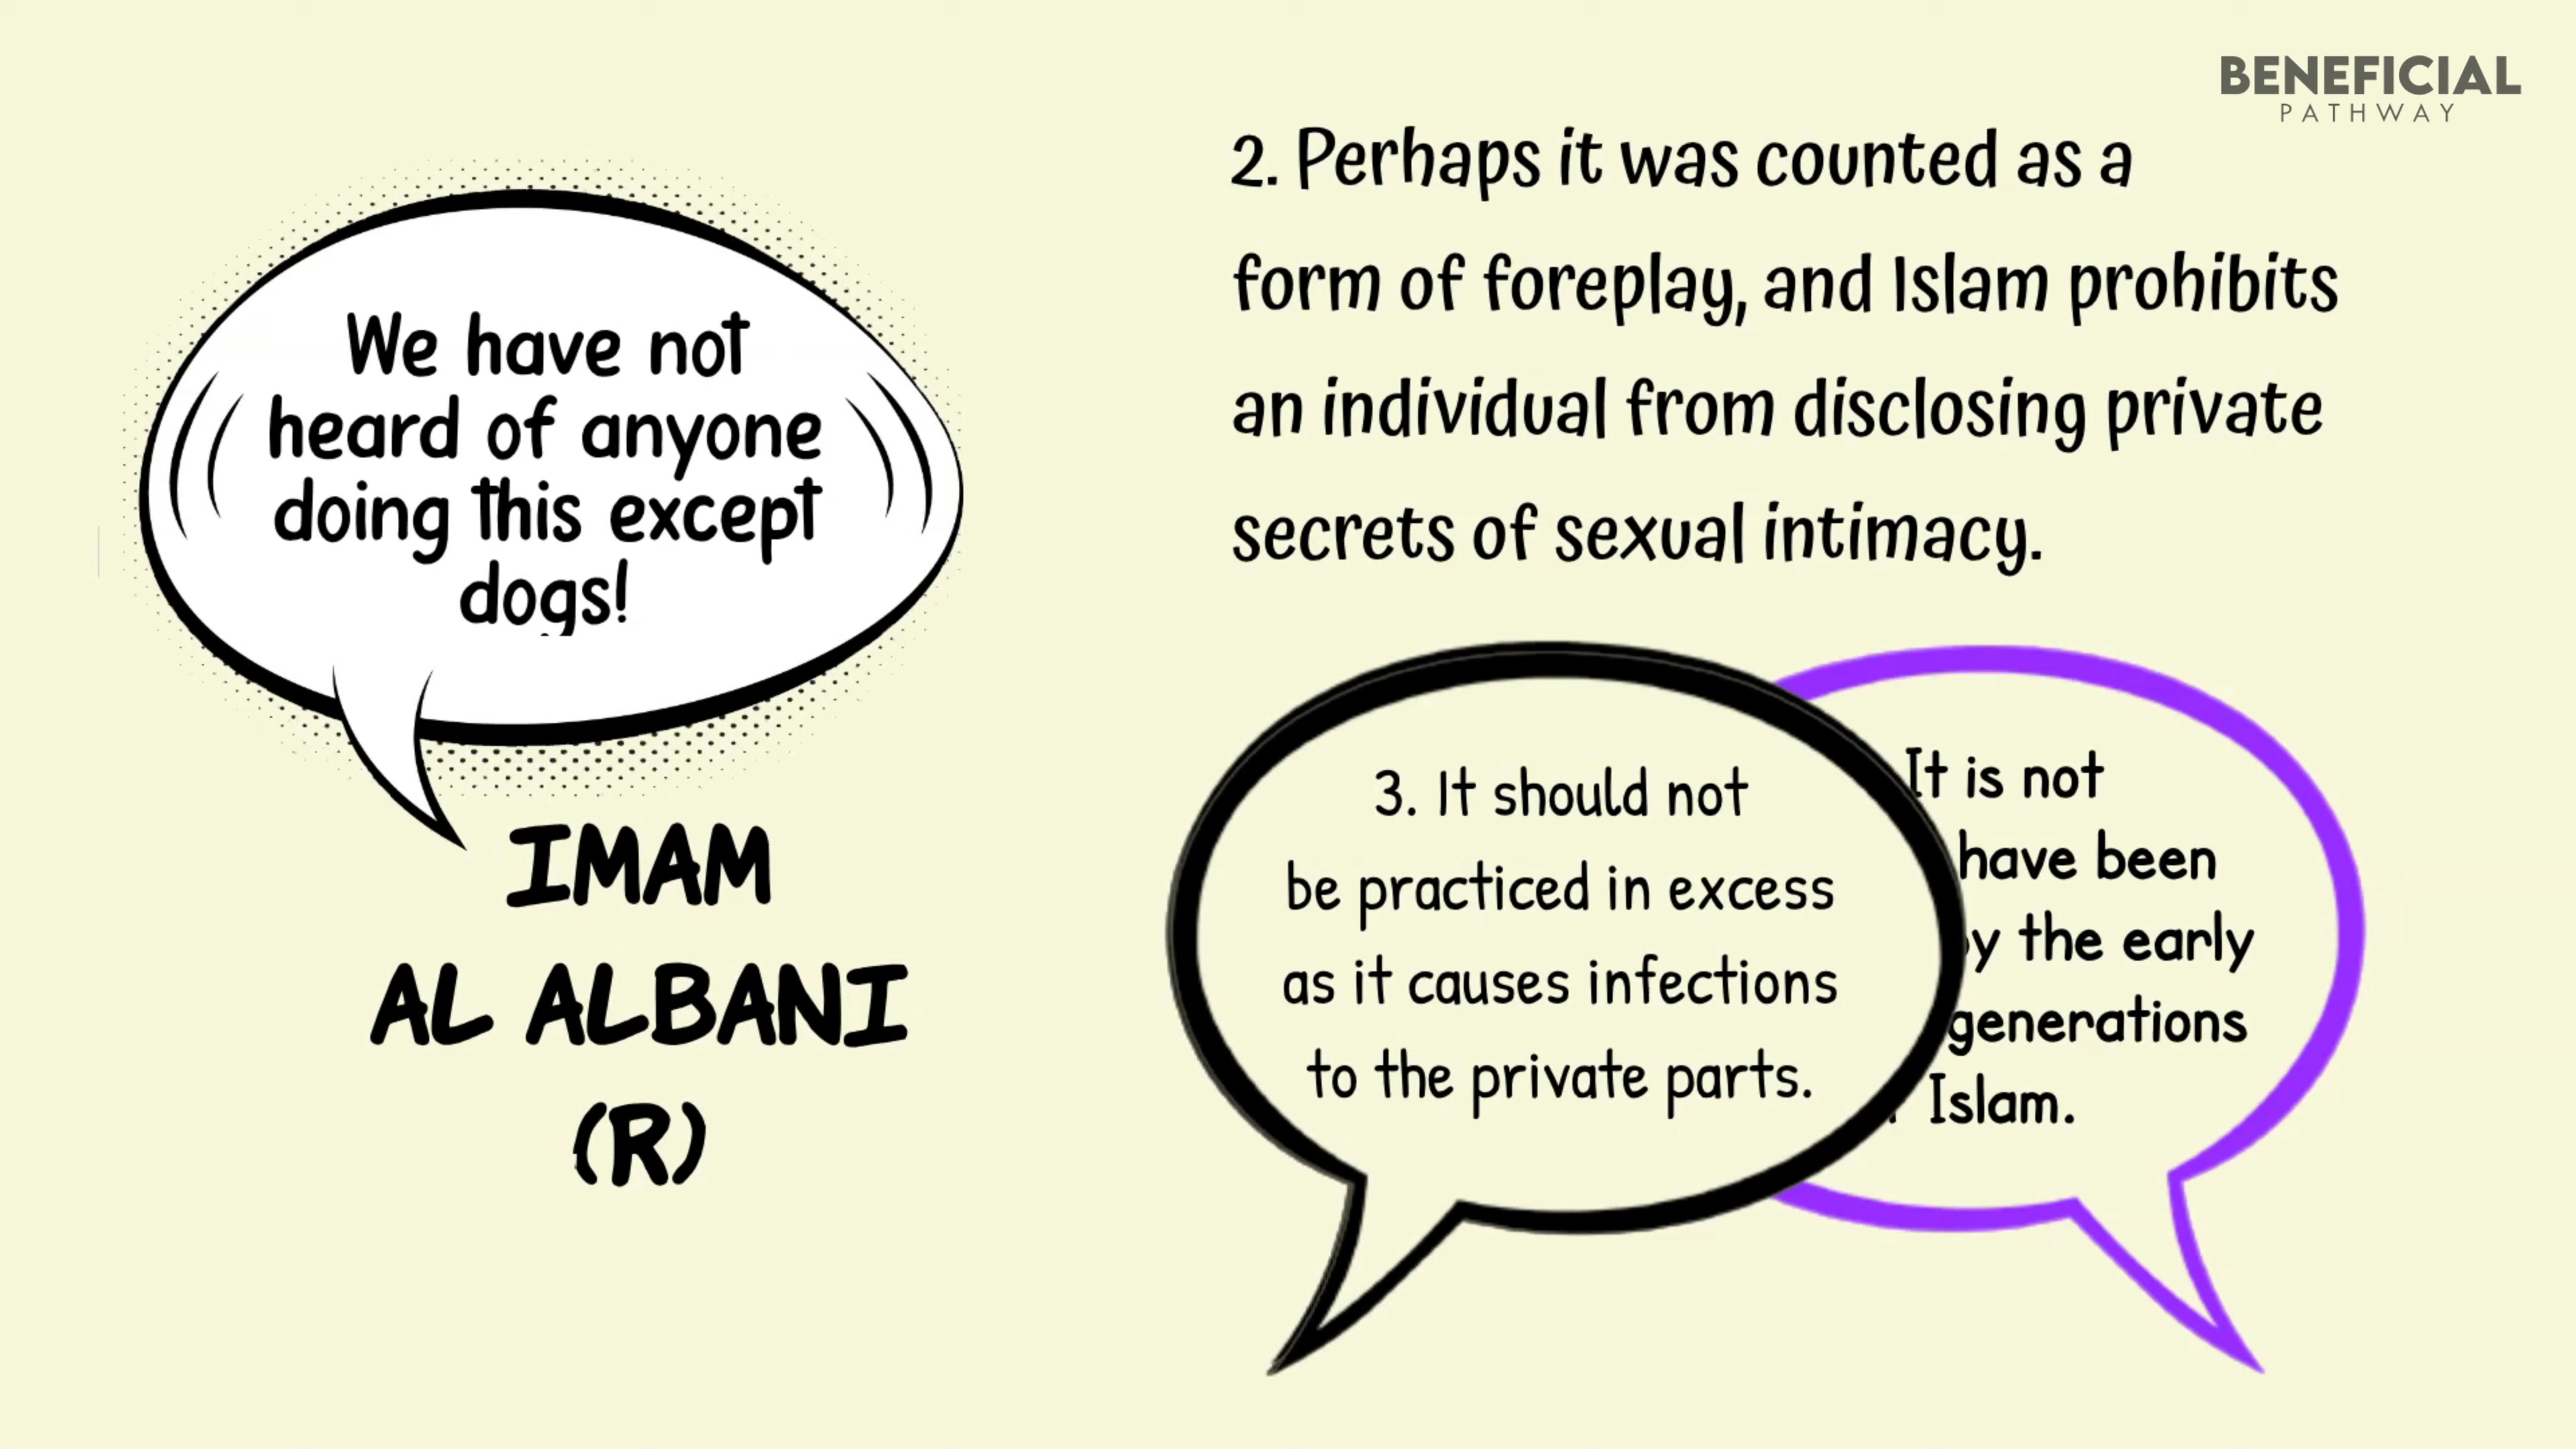 BENEFICIAL
PATHWAY
We have not
heard of anyone
doing this except
dogs!
IMAM
AL ALBANI
(R)
2. Perhaps it was counted as a
form of foreplay, and Islam prohibits
an individual from disclosing private
secrets of sexual intimacy.
3. It should not
be practiced in excess
as it causes infections
to the private parts.
It is not
have been
the early
generations
Islam.